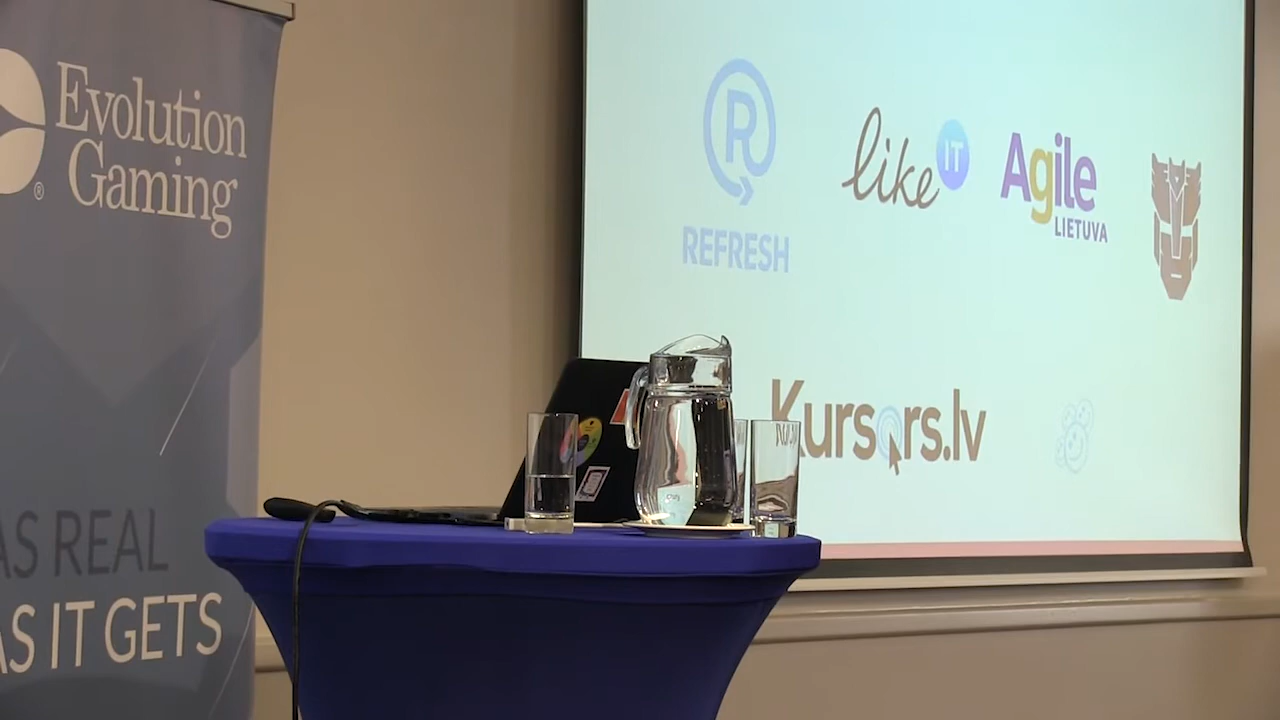 Evolution
Gaming
®
AS REAL
AS IT GETS
R
REFRESH
like IT
Agile
LIETUVA
Kursors.lv